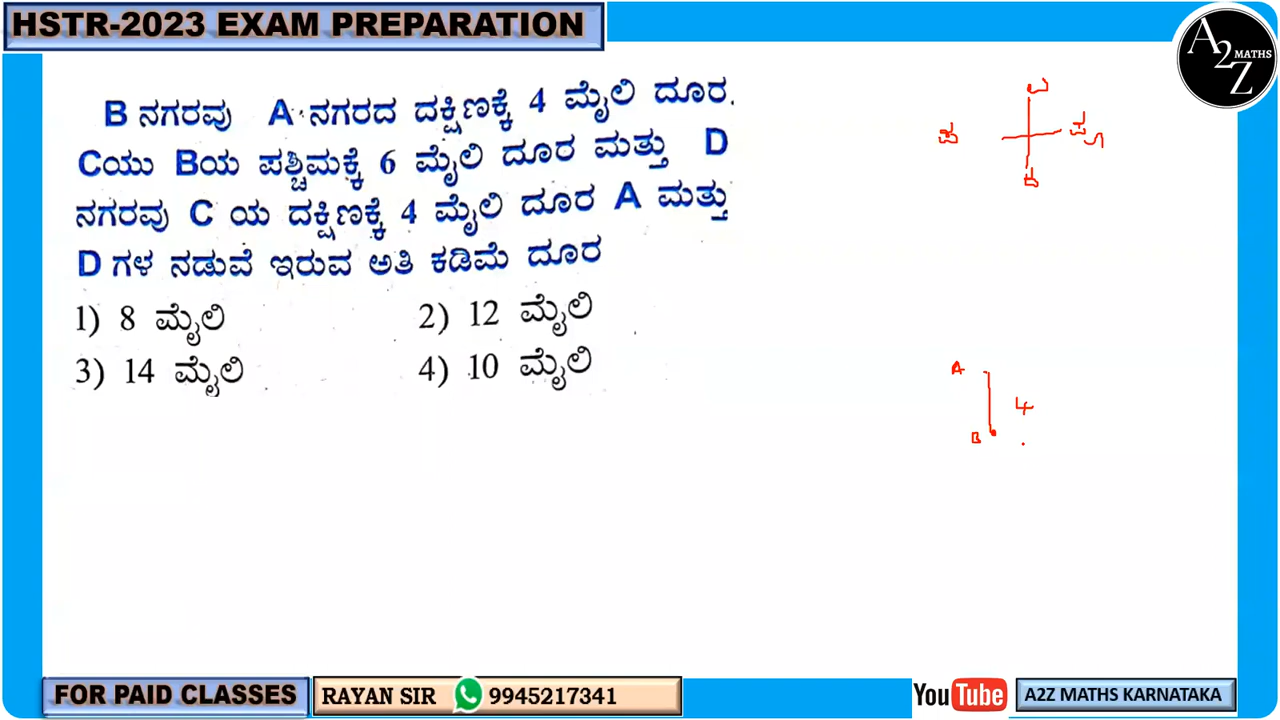 HSTR-2023 EXAM PREPARATION
A2Z MATHS
B ನಗರವು A ನಗರದ ದಕ್ಷಿಣಕ್ಕೆ 4 ಮೈಲಿ ದೂರ.
Cಯು Bಯ ಪಶ್ಚಿಮಕ್ಕೆ 6 ಮೈಲಿ ದೂರ ಮತ್ತು D
ನಗರವು C ಯ ದಕ್ಷಿಣಕ್ಕೆ 4 ಮೈಲಿ ದೂರ A ಮತ್ತು
D ಗಳ ನಡುವೆ ಇರುವ ಅತಿ ಕಡಿಮೆ ದೂರ
1) 8 ಮೈಲಿ 2) 12 ಮೈಲಿ
3) 14 ಮೈಲಿ 4) 10 ಮೈಲಿ
A
4
B
FOR PAID CLASSES
RAYAN SIR 9945217341
YouTube
A2Z MATHS KARNATAKA